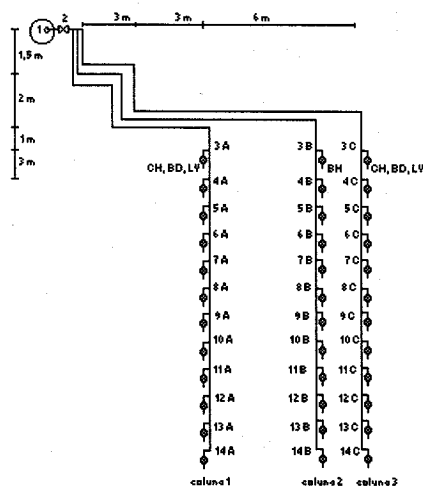 3 m 3 m 6 m
1 2
1,5 m
2 m
1 m
3 m
3 A 3 B 3 C
CH, BD, LV BH CH, BD, LV
4 A 4 B 4 C
5 A 5 B 5 C
6 A 6 B 6 C
7 A 7 B 7 C
8 A 8 B 8 C
9 A 9 B 9 C
10 A 10 B 10 C
11 A 11 B 11 C
12 A 12 B 12 C
13 A 13 B 13 C
14 A 14 B 14 C
coluna 1 coluna 2 coluna 3